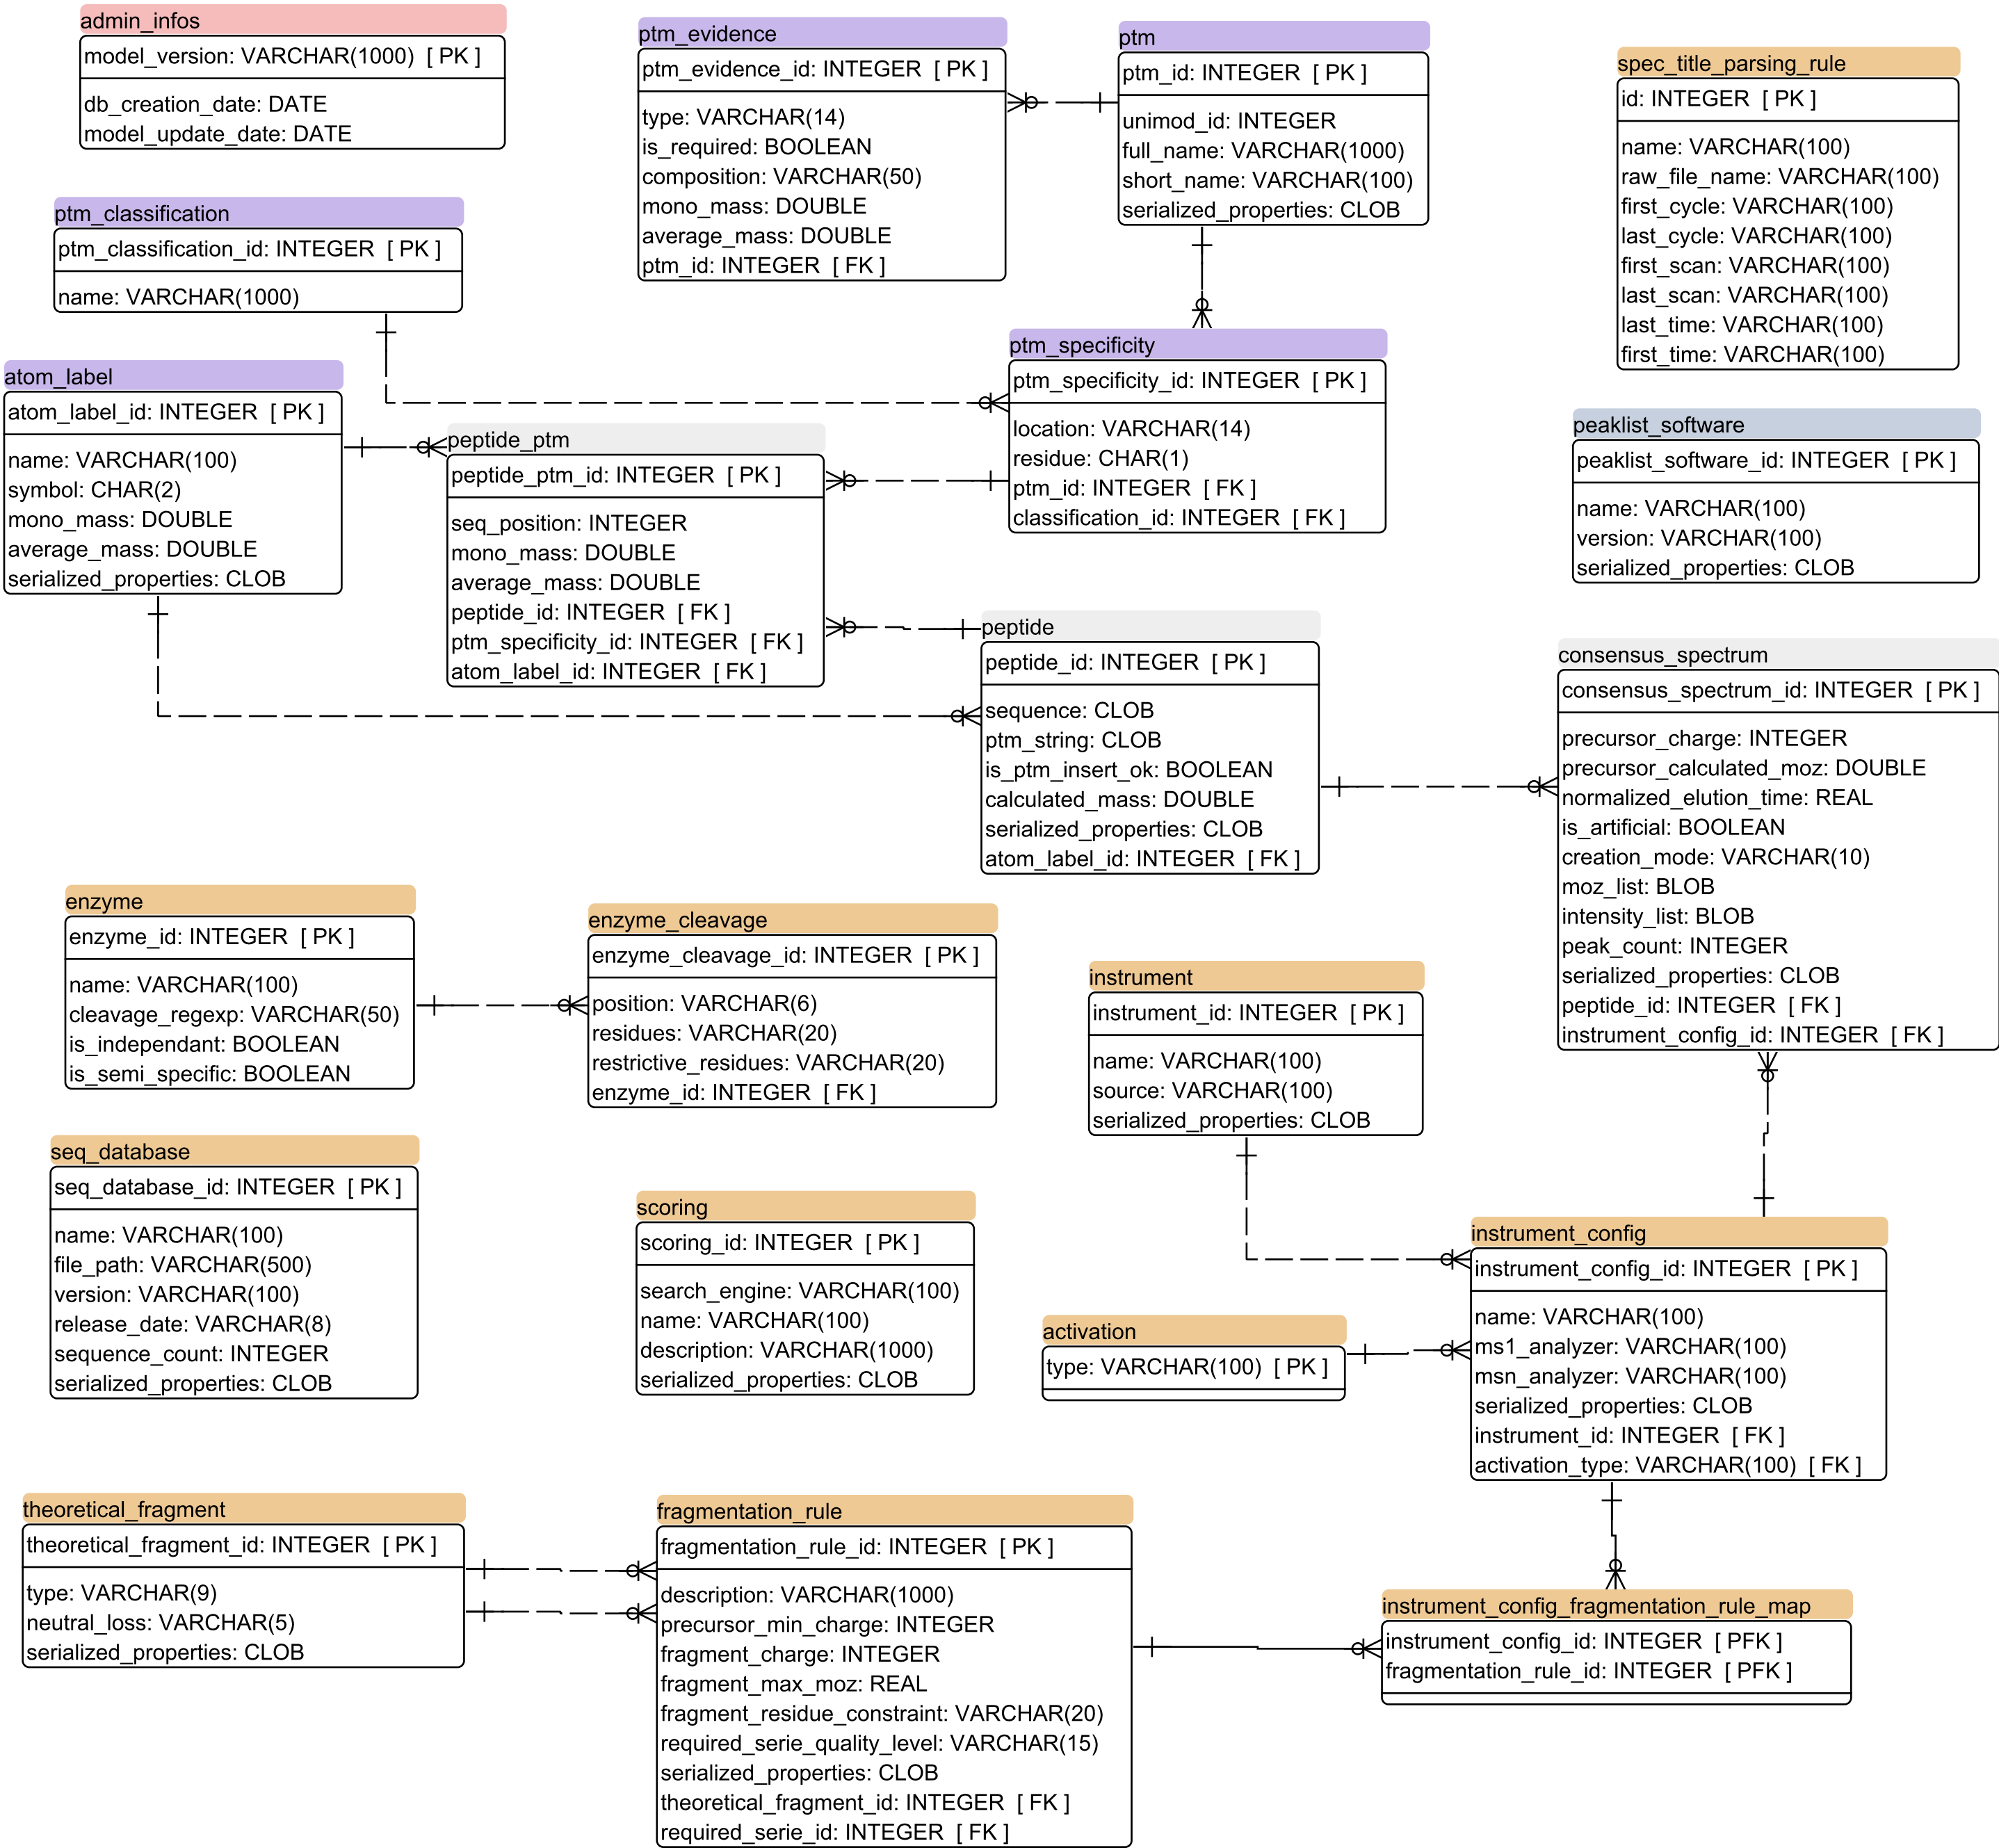 admin_infos
model_version: VARCHAR(1000) [ PK ]
db_creation_date: DATE
model_update_date: DATE
ptm_evidence
ptm_evidence_id: INTEGER [ PK ]
type: VARCHAR(14)
is_required: BOOLEAN
composition: VARCHAR(50)
mono_mass: DOUBLE
average_mass: DOUBLE
ptm_id: INTEGER [ FK ]
ptm
ptm_id: INTEGER [ PK ]
unimod_id: INTEGER
full_name: VARCHAR(1000)
short_name: VARCHAR(100)
serialized_properties: CLOB
spec_title_parsing_rule
id: INTEGER [ PK ]
name: VARCHAR(100)
raw_file_name: VARCHAR(100)
first_cycle: VARCHAR(100)
last_cycle: VARCHAR(100)
first_scan: VARCHAR(100)
last_scan: VARCHAR(100)
last_time: VARCHAR(100)
first_time: VARCHAR(100)
ptm_classification
ptm_classification_id: INTEGER [ PK ]
name: VARCHAR(1000)
atom_label
atom_label_id: INTEGER [ PK ]
name: VARCHAR(100)
symbol: CHAR(2)
mono_mass: DOUBLE
average_mass: DOUBLE
serialized_properties: CLOB
peptide_ptm
peptide_ptm_id: INTEGER [ PK ]
seq_position: INTEGER
mono_mass: DOUBLE
average_mass: DOUBLE
peptide_id: INTEGER [ FK ]
ptm_specificity_id: INTEGER [ FK ]
atom_label_id: INTEGER [ FK ]
ptm_specificity
ptm_specificity_id: INTEGER [ PK ]
location: VARCHAR(14)
residue: CHAR(1)
ptm_id: INTEGER [ FK ]
classification_id: INTEGER [ FK ]
peaklist_software
peaklist_software_id: INTEGER [ PK ]
name: VARCHAR(100)
version: VARCHAR(100)
serialized_properties: CLOB
peptide
peptide_id: INTEGER [ PK ]
sequence: CLOB
ptm_string: CLOB
is_ptm_insert_ok: BOOLEAN
calculated_mass: DOUBLE
serialized_properties: CLOB
atom_label_id: INTEGER [ FK ]
consensus_spectrum
consensus_spectrum_id: INTEGER [ PK ]
precursor_charge: INTEGER
precursor_calculated_moz: DOUBLE
normalized_elution_time: REAL
is_artificial: BOOLEAN
creation_mode: VARCHAR(10)
moz_list: BLOB
intensity_list: BLOB
peak_count: INTEGER
serialized_properties: CLOB
peptide_id: INTEGER [ FK ]
instrument_config_id: INTEGER [ FK ]
enzyme
enzyme_id: INTEGER [ PK ]
name: VARCHAR(100)
cleavage_regexp: VARCHAR(50)
is_independant: BOOLEAN
is_semi_specific: BOOLEAN
enzyme_cleavage
enzyme_cleavage_id: INTEGER [ PK ]
position: VARCHAR(6)
residues: VARCHAR(20)
restrictive_residues: VARCHAR(20)
enzyme_id: INTEGER [ FK ]
instrument
instrument_id: INTEGER [ PK ]
name: VARCHAR(100)
source: VARCHAR(100)
serialized_properties: CLOB
seq_database
seq_database_id: INTEGER [ PK ]
name: VARCHAR(100)
file_path: VARCHAR(500)
version: VARCHAR(100)
release_date: VARCHAR(8)
sequence_count: INTEGER
serialized_properties: CLOB
scoring
scoring_id: INTEGER [ PK ]
search_engine: VARCHAR(100)
name: VARCHAR(100)
description: VARCHAR(1000)
serialized_properties: CLOB
activation
type: VARCHAR(100) [ PK ]
instrument_config
instrument_config_id: INTEGER [ PK ]
name: VARCHAR(100)
ms1_analyzer: VARCHAR(100)
msn_analyzer: VARCHAR(100)
serialized_properties: CLOB
instrument_id: INTEGER [ FK ]
activation_type: VARCHAR(100) [ FK ]
theoretical_fragment
theoretical_fragment_id: INTEGER [ PK ]
type: VARCHAR(9)
neutral_loss: VARCHAR(5)
serialized_properties: CLOB
fragmentation_rule
fragmentation_rule_id: INTEGER [ PK ]
description: VARCHAR(1000)
precursor_min_charge: INTEGER
fragment_charge: INTEGER
fragment_max_moz: REAL
fragment_residue_constraint: VARCHAR(20)
required_serie_quality_level: VARCHAR(15)
serialized_properties: CLOB
theoretical_fragment_id: INTEGER [ FK ]
required_serie_id: INTEGER [ FK ]
instrument_config_fragmentation_rule_map
instrument_config_id: INTEGER [ PFK ]
fragmentation_rule_id: INTEGER [ PFK ]